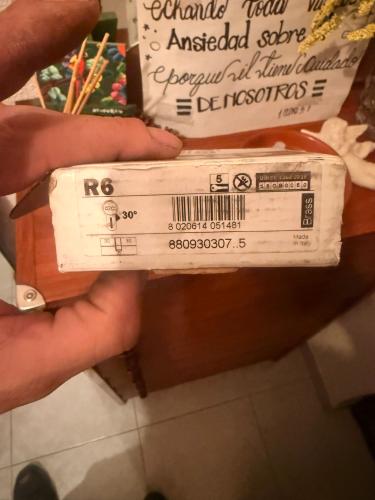 echando toda
Ansiedad sobre
porque él tiene cuidado
DE NOSOTROS
R6
5
30°
8 020614 051481
880930307..5
Brass
Made
in Italy